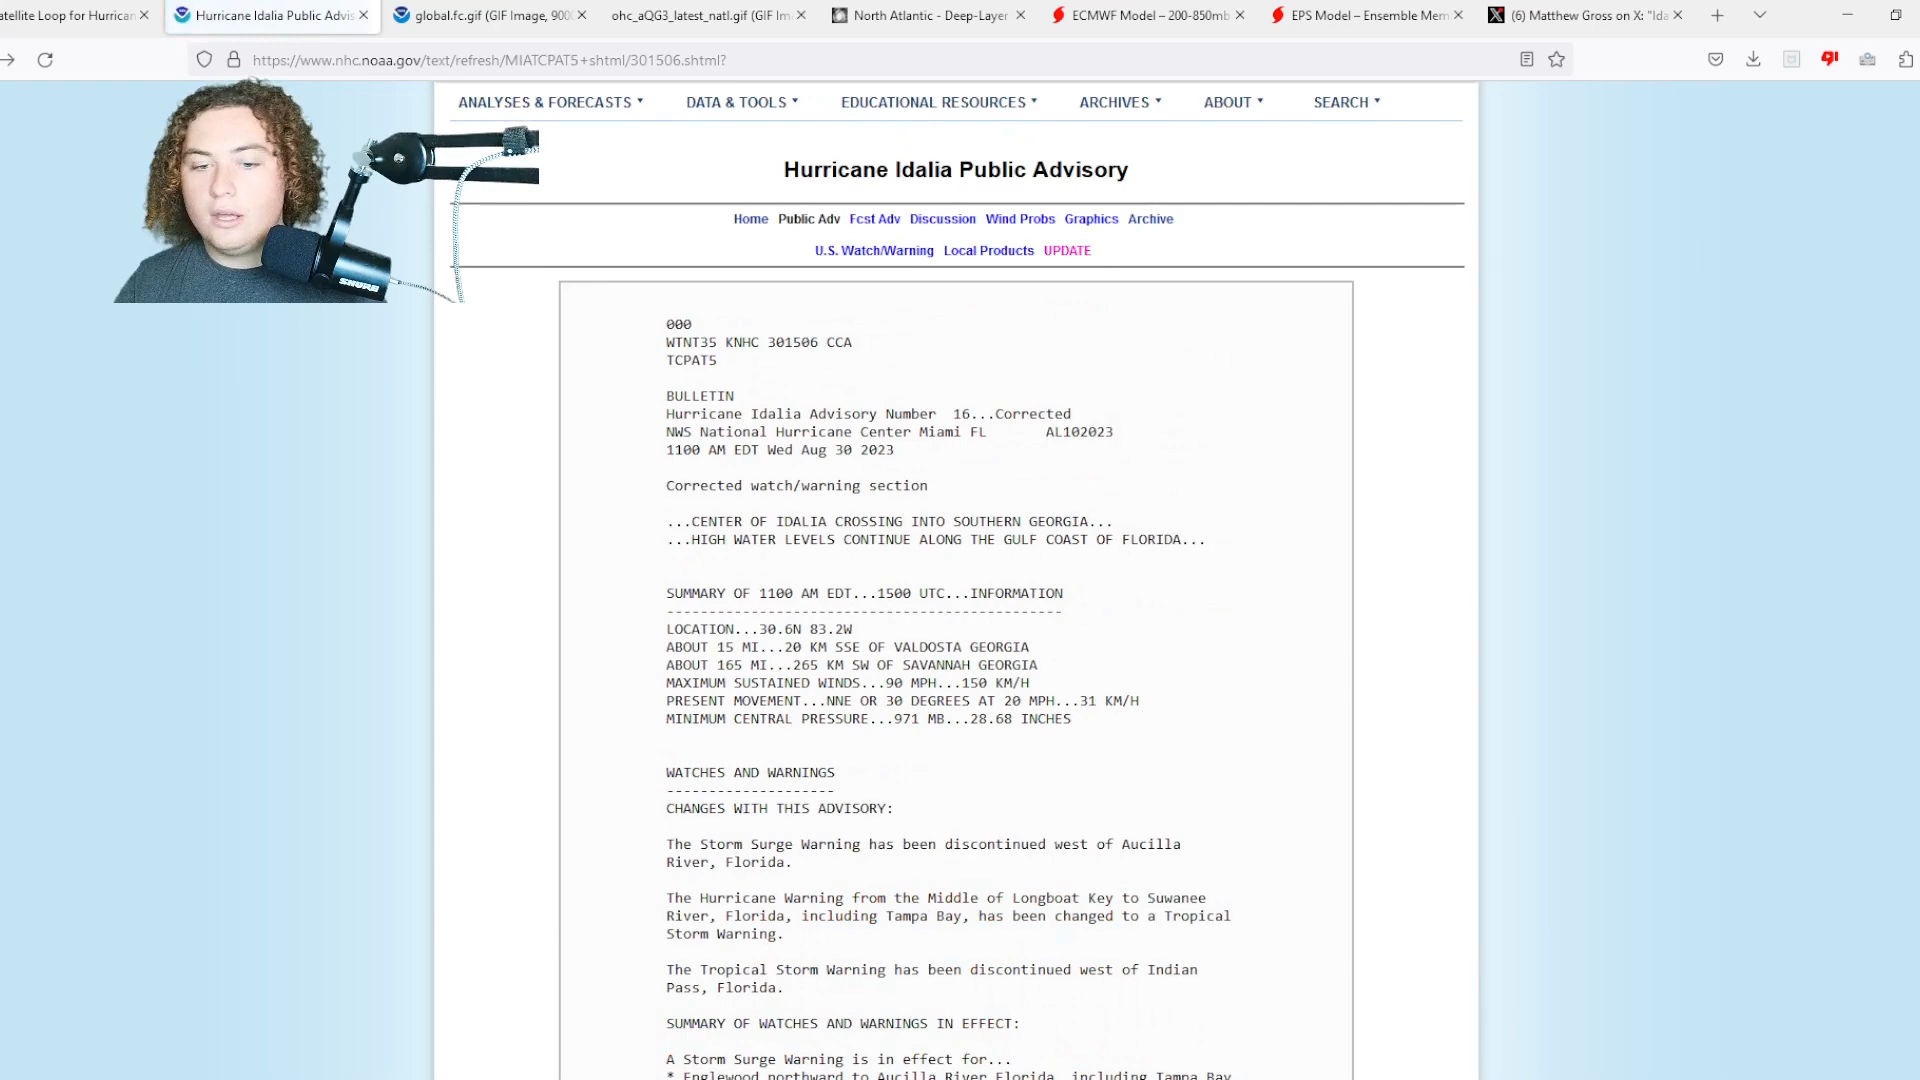 atellite Loop for Hurrican
Hurricane Idalia Public Advis
global.fc.gif (GIF Image, 900
ohc_aQG3_latest_natl.gif (GIF Im
North Atlantic - Deep-Layer
ECMWF Model – 200-850mb
EPS Model – Ensemble Mem
(6) Matthew Gross on X: "Ida
https://www.nhc.noaa.gov/text/refresh/MIATCPAT5+shtml/301506.shtml?
ANALYSES & FORECASTS
DATA & TOOLS
EDUCATIONAL RESOURCES
ARCHIVES
ABOUT
SEARCH
SHURE
Hurricane Idalia Public Advisory
Home Public Adv Fcst Adv Discussion Wind Probs Graphics Archive
U.S. Watch/Warning Local Products UPDATE
000
WTNT35 KNHC 301506 CCA
TCPAT5
BULLETIN
Hurricane Idalia Advisory Number  16...Corrected
NWS National Hurricane Center Miami FL       AL102023
1100 AM EDT Wed Aug 30 2023
Corrected watch/warning section
...CENTER OF IDALIA CROSSING INTO SOUTHERN GEORGIA...
...HIGH WATER LEVELS CONTINUE ALONG THE GULF COAST OF FLORIDA...
SUMMARY OF 1100 AM EDT...1500 UTC...INFORMATION
-----------------------------------------------
LOCATION...30.6N 83.2W
ABOUT 15 MI...20 KM SSE OF VALDOSTA GEORGIA
ABOUT 165 MI...265 KM SW OF SAVANNAH GEORGIA
MAXIMUM SUSTAINED WINDS...90 MPH...150 KM/H
PRESENT MOVEMENT...NNE OR 30 DEGREES AT 20 MPH...31 KM/H
MINIMUM CENTRAL PRESSURE...971 MB...28.68 INCHES
WATCHES AND WARNINGS
--------------------
CHANGES WITH THIS ADVISORY:
The Storm Surge Warning has been discontinued west of Aucilla
River, Florida.
The Hurricane Warning from the Middle of Longboat Key to Suwanee
River, Florida, including Tampa Bay, has been changed to a Tropical
Storm Warning.
The Tropical Storm Warning has been discontinued west of Indian
Pass, Florida.
SUMMARY OF WATCHES AND WARNINGS IN EFFECT:
A Storm Surge Warning is in effect for...
* Englewood northward to Aucilla River Florida, including Tampa Bay